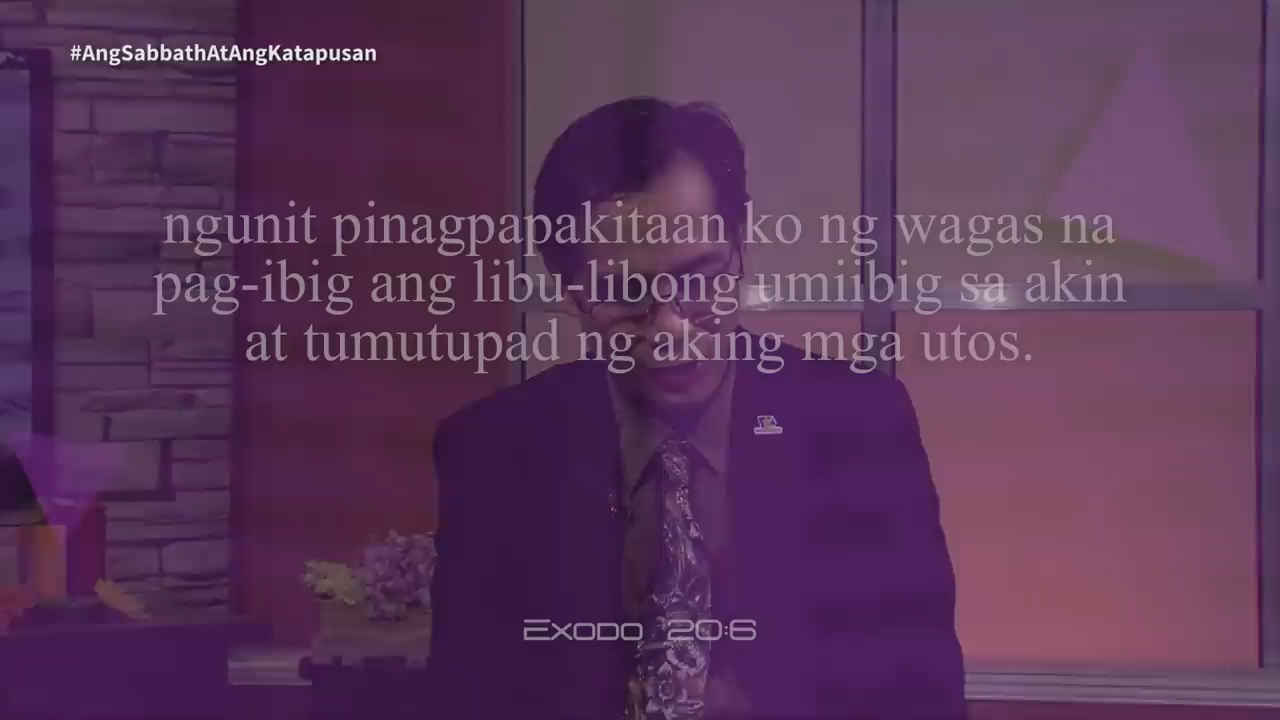 #AngSabbathAtAngKatapusan
ngunit pinagpapakitaan ko ng wagas na
pag-ibig ang libu-libong umiibig sa akin
at tumutupad ng aking mga utos.
Exodo 20:6